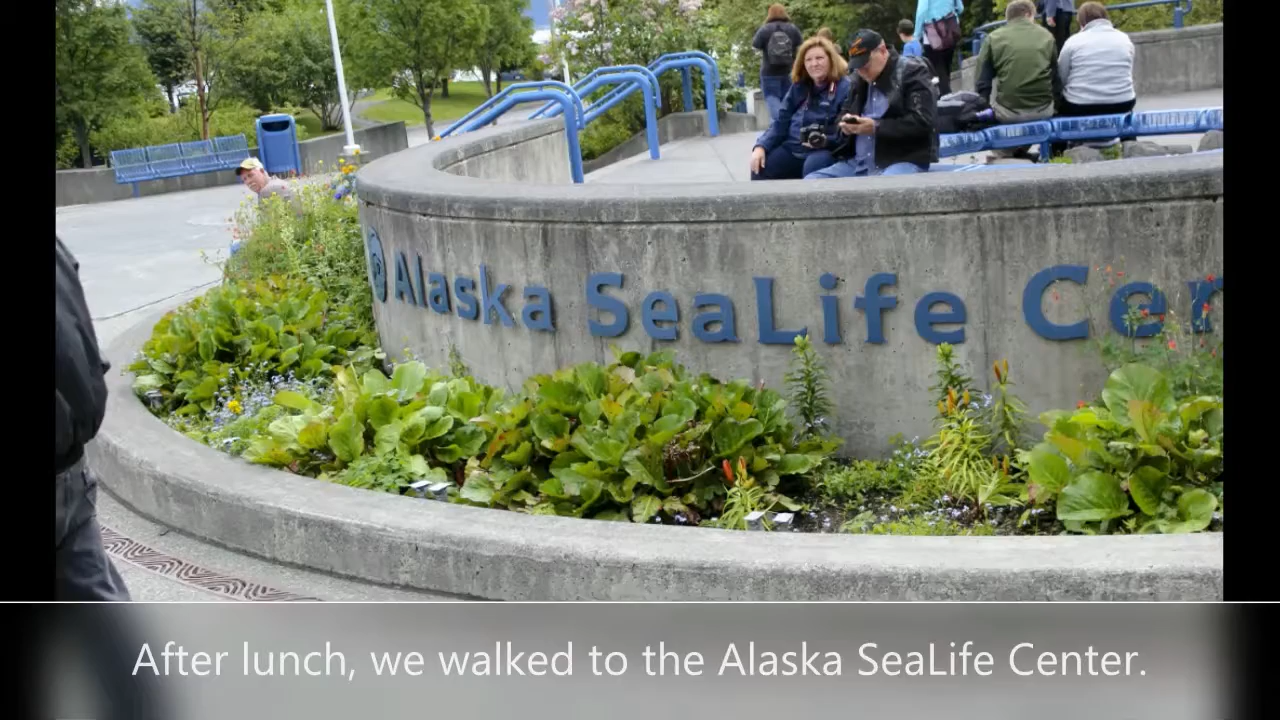 Alaska SeaLife Cen
After lunch, we walked to the Alaska SeaLife Center.